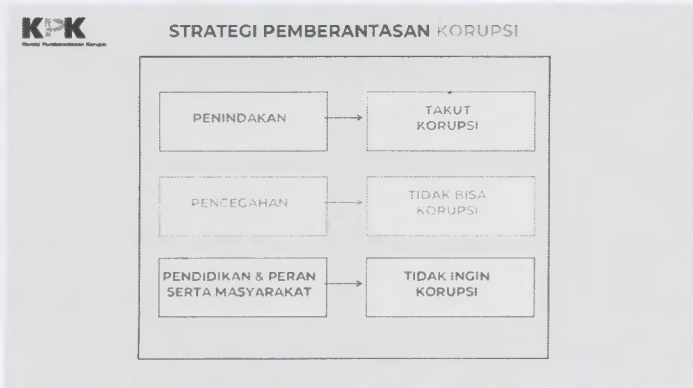 KPK
Komisi Pemberantasan Korupsi
STRATEGI PEMBERANTASAN KORUPSI
PENINDAKAN
TAKUT
KORUPSI
PENCEGAHAN
TIDAK BISA
KORUPSI
PENDIDIKAN & PERAN
SERTA MASYARAKAT
TIDAK INGIN
KORUPSI